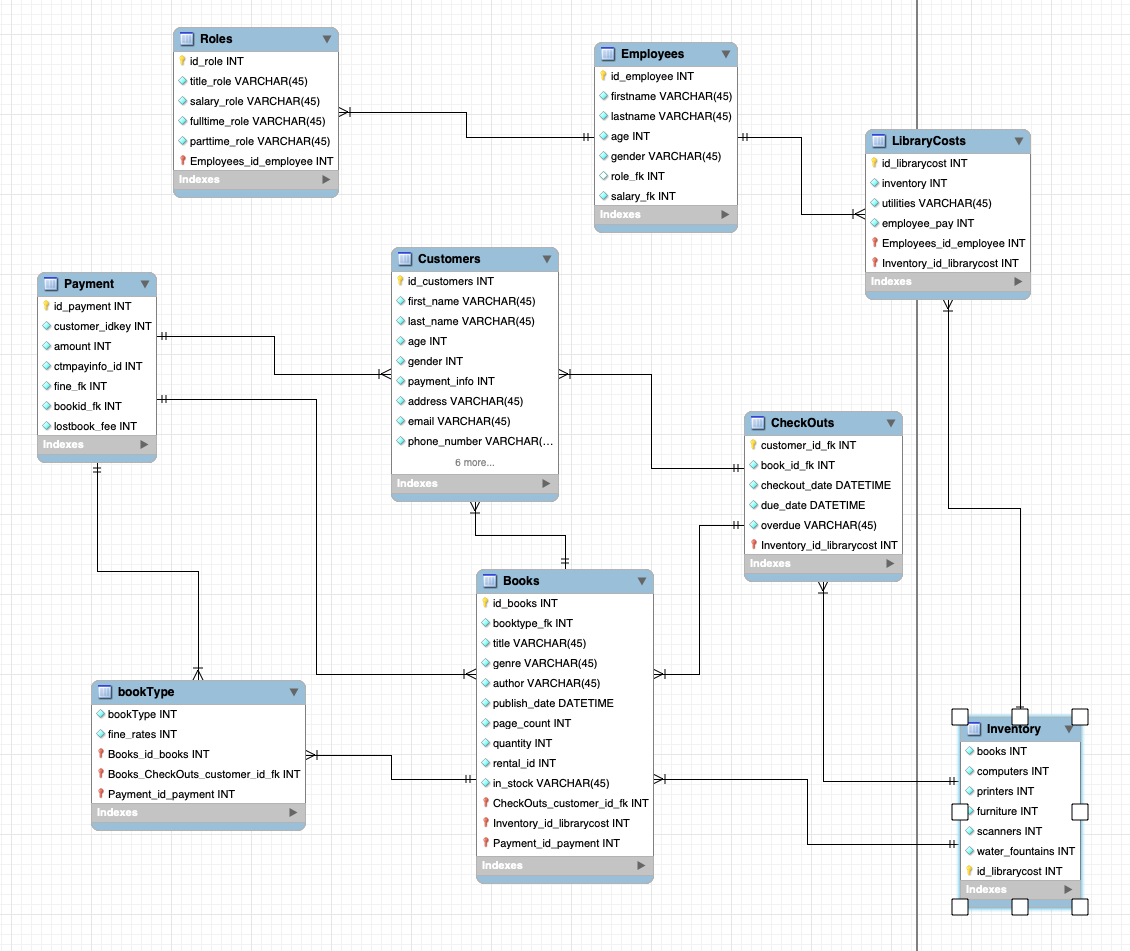 Roles
id_role INT
title_role VARCHAR(45)
salary_role VARCHAR(45)
fulltime_role VARCHAR(45)
parttime_role VARCHAR(45)
Employees_id_employee INT
Indexes
Employees
id_employee INT
firstname VARCHAR(45)
lastname VARCHAR(45)
age INT
gender VARCHAR(45)
role_fk INT
salary_fk INT
Indexes
LibraryCosts
id_librarycost INT
inventory INT
utilities VARCHAR(45)
employee_pay INT
Employees_id_employee INT
Inventory_id_librarycost INT
Indexes
Payment
id_payment INT
customer_idkey INT
amount INT
ctmpayinfo_id INT
fine_fk INT
bookid_fk INT
lostbook_fee INT
Indexes
Customers
id_customers INT
first_name VARCHAR(45)
last_name VARCHAR(45)
age INT
gender INT
payment_info INT
address VARCHAR(45)
email VARCHAR(45)
phone_number VARCHAR(...
6 more...
Indexes
CheckOuts
customer_id_fk INT
book_id_fk INT
checkout_date DATETIME
due_date DATETIME
overdue VARCHAR(45)
Inventory_id_librarycost INT
Indexes
Books
id_books INT
booktype_fk INT
title VARCHAR(45)
genre VARCHAR(45)
author VARCHAR(45)
publish_date DATETIME
page_count INT
quantity INT
rental_id INT
in_stock VARCHAR(45)
CheckOuts_customer_id_fk INT
Inventory_id_librarycost INT
Payment_id_payment INT
Indexes
bookType
bookType INT
fine_rates INT
Books_id_books INT
Books_CheckOuts_customer_id_fk INT
Payment_id_payment INT
Indexes
Inventory
books INT
computers INT
printers INT
furniture INT
scanners INT
water_fountains INT
id_librarycost INT
Indexes